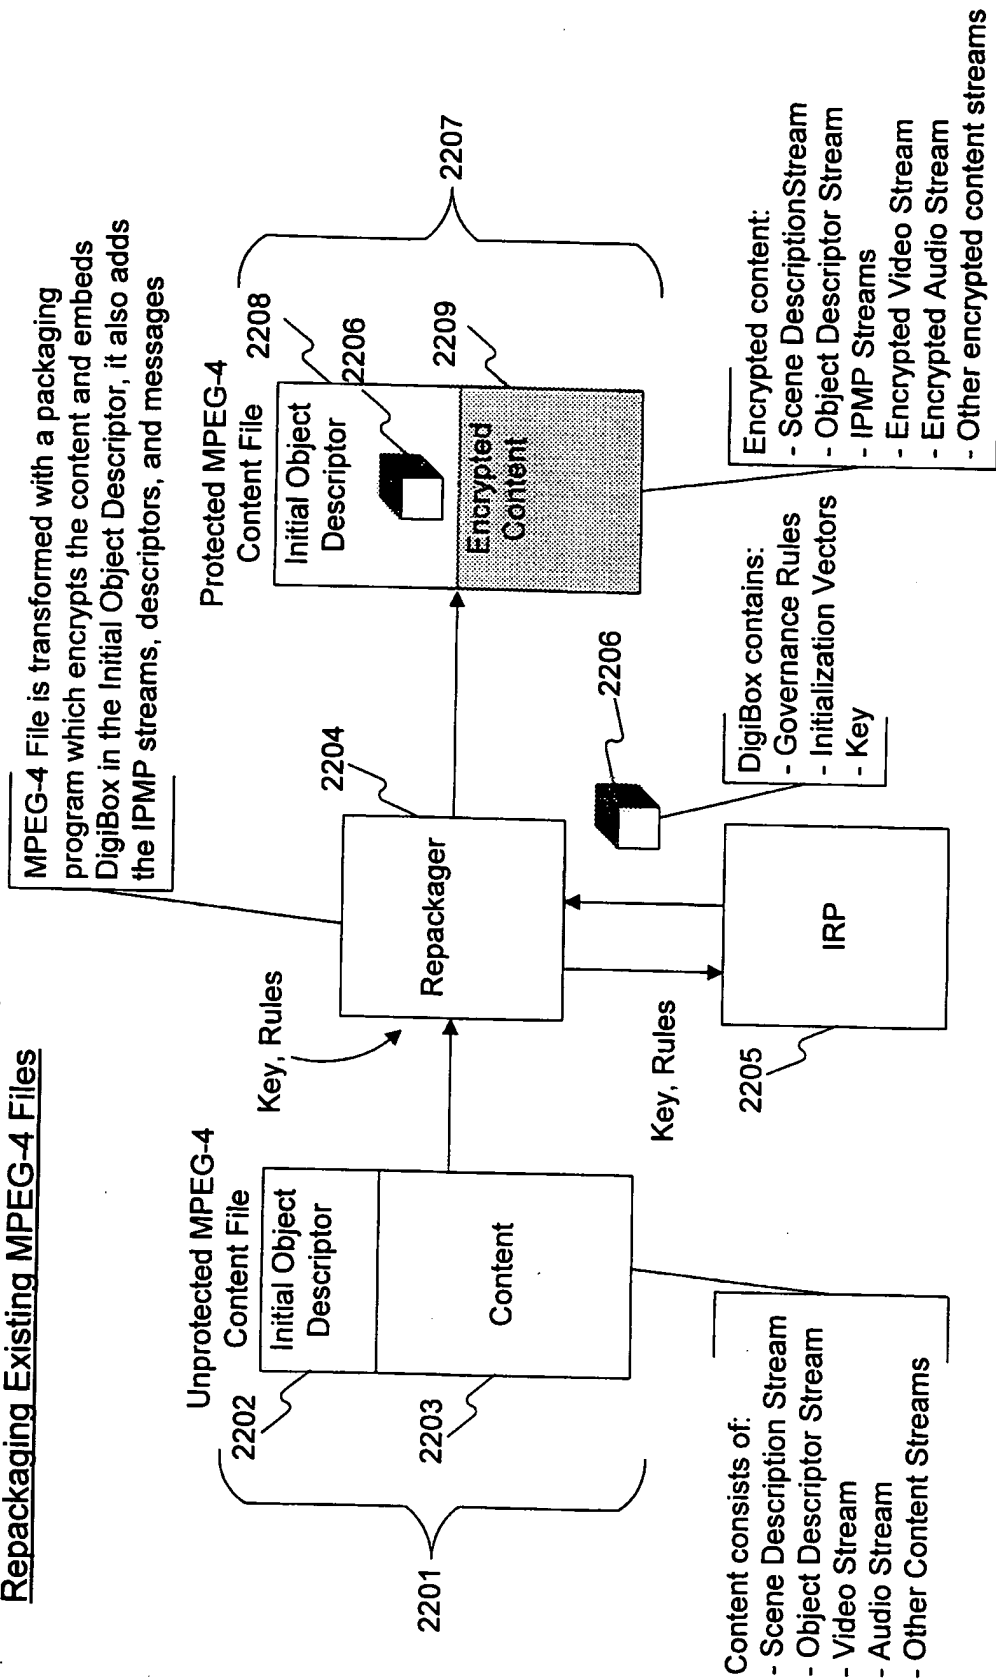 Repackaging Existing MPEG-4 Files
MPEG-4 File is transformed with a packaging
program which encrypts the content and embeds
DigiBox in the Initial Object Descriptor, it also adds
the IPMP streams, descriptors, and messages
Unprotected MPEG-4
Content File
2202
Initial Object
Descriptor
2203
Content
2201
Content consists of:
- Scene Description Stream
- Object Descriptor Stream
- Video Stream
- Audio Stream
- Other Content Streams
Key, Rules
2204
Repackager
Key, Rules
2205
IRP
2206
DigiBox contains:
- Governance Rules
- Initialization Vectors
- Key
Protected MPEG-4
Content File
2208
Initial Object
Descriptor
2206
2209
Encrypted
Content
2207
Encrypted content:
- Scene DescriptionStream
- Object Descriptor Stream
- IPMP Streams
- Encrypted Video Stream
- Encrypted Audio Stream
- Other encrypted content streams